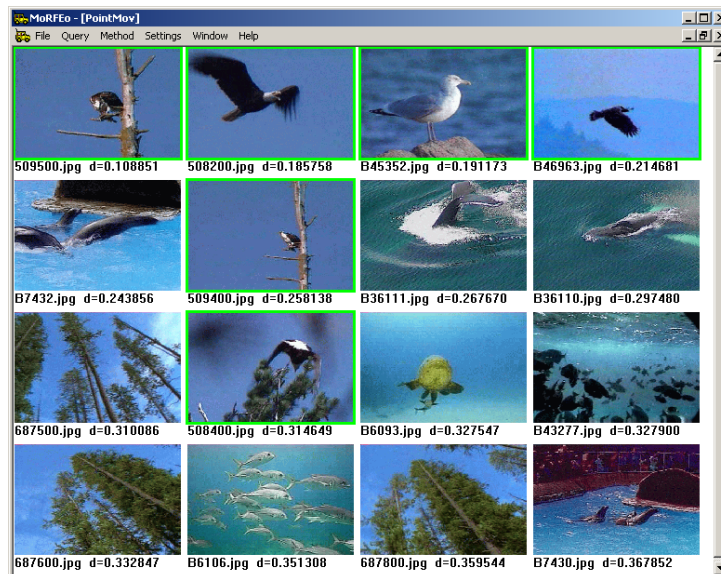 MoRFEo - [PointMov]
File Query Method Settings Window Help
509500.jpg d=0.108851
508200.jpg d=0.185758
B45352.jpg d=0.191173
B46963.jpg d=0.214681
B7432.jpg d=0.243856
509400.jpg d=0.258138
B36111.jpg d=0.267670
B36110.jpg d=0.297480
687500.jpg d=0.310086
508400.jpg d=0.314649
B6093.jpg d=0.327547
B43277.jpg d=0.327900
687600.jpg d=0.332847
B6106.jpg d=0.351308
687800.jpg d=0.359544
B7430.jpg d=0.367852